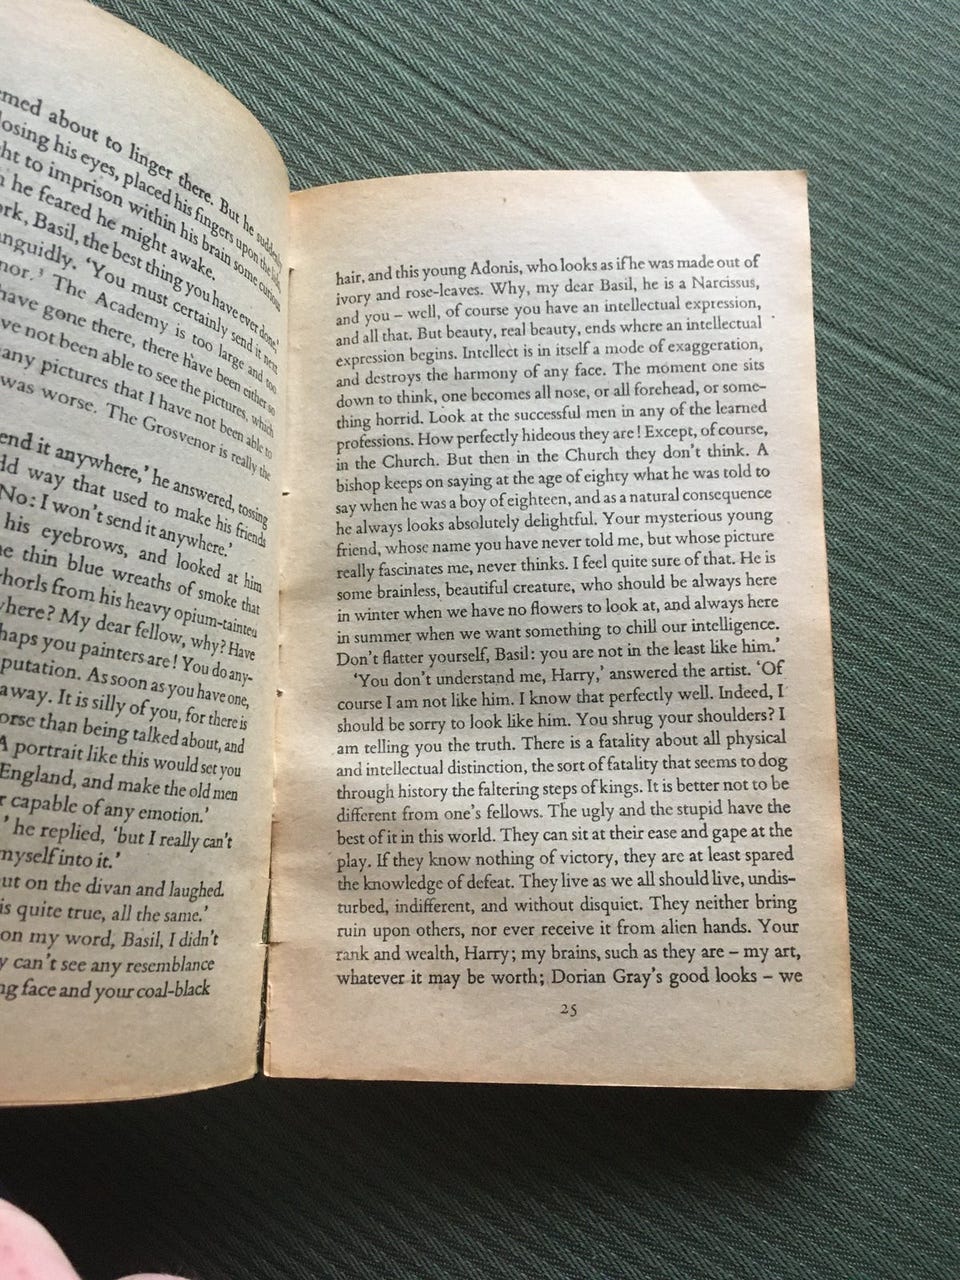 emed about to linger there. But he suddenly
losing his eyes, placed his fingers upon the lids,
ht to imprison within his brain some curious
he feared he might awake.
ork, Basil, the best thing you have ever done,'
nguidly. 'You must certainly send it next
nor.' The Academy is too large and too
have gone there, there have been either so
ve not been able to see the pictures, which
any pictures that I have not been able to
was worse. The Grosvenor is really the
end it anywhere,' he answered, tossing
ld way that used to make his friends
No: I won't send it anywhere.'
his eyebrows, and looked at him
e thin blue wreaths of smoke that
whorls from his heavy opium-tainted
where? My dear fellow, why? Have
haps you painters are! You do any-
putation. As soon as you have one,
away. It is silly of you, for there is
orse than being talked about, and
A portrait like this would set you
England, and make the old men
r capable of any emotion.'
' he replied, 'but I really can't
myself into it.'
ut on the divan and laughed.
is quite true, all the same.'
on my word, Basil, I didn't
y can't see any resemblance
ng face and your coal-black
hair, and this young Adonis, who looks as if he was made out of
ivory and rose-leaves. Why, my dear Basil, he is a Narcissus,
and you – well, of course you have an intellectual expression,
and all that. But beauty, real beauty, ends where an intellectual
expression begins. Intellect is in itself a mode of exaggeration,
and destroys the harmony of any face. The moment one sits
down to think, one becomes all nose, or all forehead, or some-
thing horrid. Look at the successful men in any of the learned
professions. How perfectly hideous they are! Except, of course,
in the Church. But then in the Church they don't think. A
bishop keeps on saying at the age of eighty what he was told to
say when he was a boy of eighteen, and as a natural consequence
he always looks absolutely delightful. Your mysterious young
friend, whose name you have never told me, but whose picture
really fascinates me, never thinks. I feel quite sure of that. He is
some brainless, beautiful creature, who should be always here
in winter when we have no flowers to look at, and always here
in summer when we want something to chill our intelligence.
Don't flatter yourself, Basil: you are not in the least like him.'
'You don't understand me, Harry,' answered the artist. 'Of
course I am not like him. I know that perfectly well. Indeed, I
should be sorry to look like him. You shrug your shoulders? I
am telling you the truth. There is a fatality about all physical
and intellectual distinction, the sort of fatality that seems to dog
through history the faltering steps of kings. It is better not to be
different from one's fellows. The ugly and the stupid have the
best of it in this world. They can sit at their ease and gape at the
play. If they know nothing of victory, they are at least spared
the knowledge of defeat. They live as we all should live, undis-
turbed, indifferent, and without disquiet. They neither bring
ruin upon others, nor ever receive it from alien hands. Your
rank and wealth, Harry; my brains, such as they are – my art,
whatever it may be worth; Dorian Gray's good looks – we
25